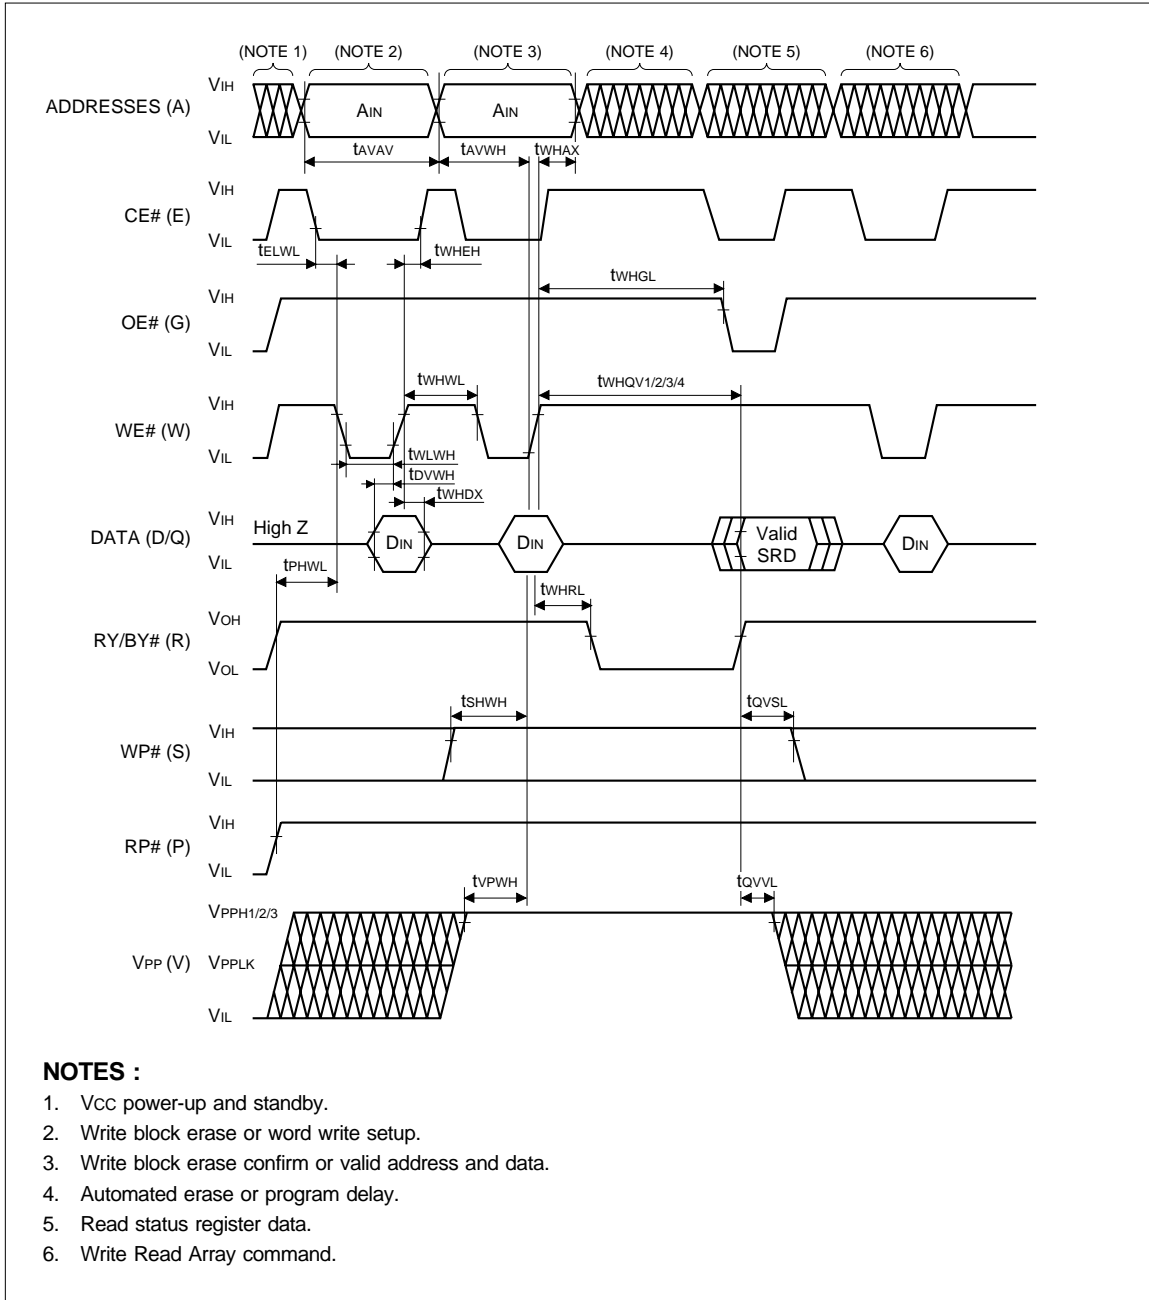 (NOTE 1) (NOTE 2) (NOTE 3) (NOTE 4) (NOTE 5) (NOTE 6)
VIH
ADDRESSES (A) AIN AIN
VIL
tAVAV tAVWH tWHAX
VIH
CE# (E)
VIL
tELWL tWHEH
tWHGL
VIH
OE# (G)
VIL
tWHWL tWHQV1/2/3/4
VIH
WE# (W)
VIL
tWLWH
tDVWH
tWHDX
VIH
High Z
DATA (D/Q) DIN DIN Valid SRD DIN
VIL
tPHWL
tWHRL
VOH
RY/BY# (R)
VOL
tSHWH tQVSL
VIH
WP# (S)
VIL
VIH
RP# (P)
VIL
tVPWH tQVVL
VPPH1/2/3
VPP (V) VPPLK
VIL
NOTES :
1. VCC power-up and standby.
2. Write block erase or word write setup.
3. Write block erase confirm or valid address and data.
4. Automated erase or program delay.
5. Read status register data.
6. Write Read Array command.